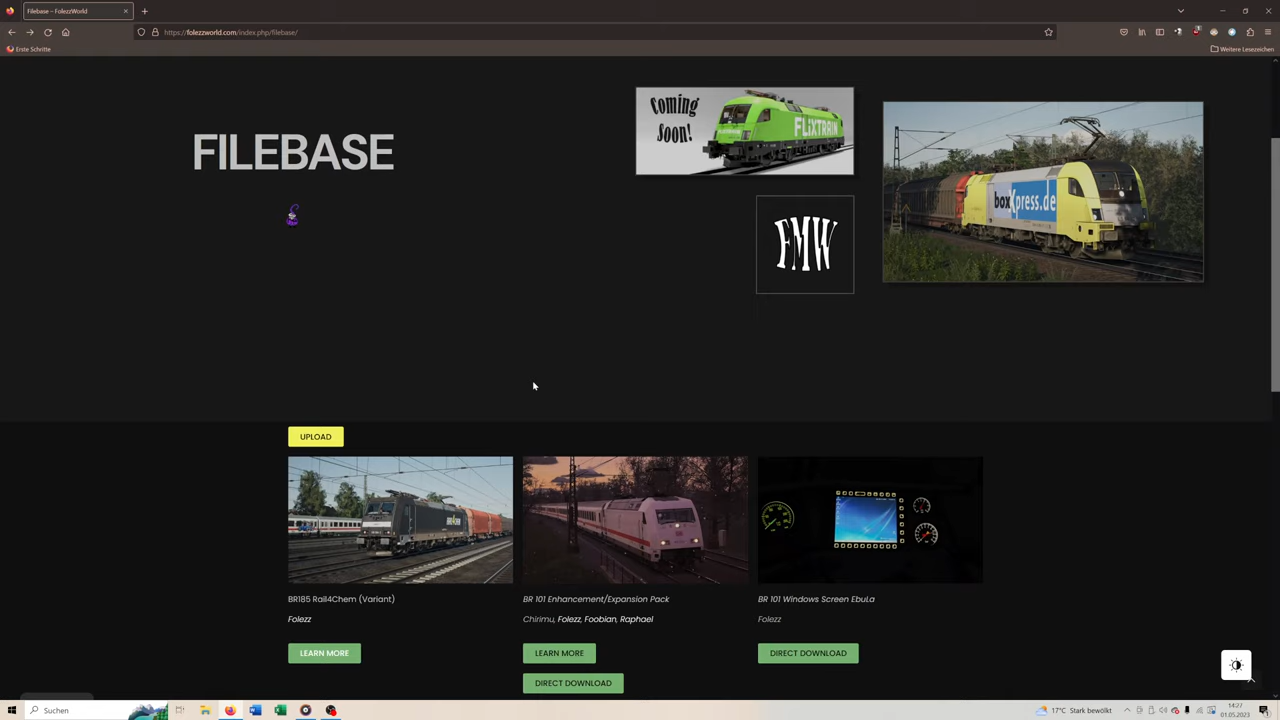 Filebase – FolezzWorld
https://folezzworld.com/index.php/filebase/
Erste Schritte
Weitere Lesezeichen
FILEBASE
Coming
Soon!
FLiXTRAIN
boxXpress.de
FMW
UPLOAD
BR185 Rail4Chem (Variant)
BR 101 Enhancement/Expansion Pack
BR 101 Windows Screen EbuLa
Folezz
Chirimu, Folezz, Foobian, Raphael
Folezz
LEARN MORE
LEARN MORE
DIRECT DOWNLOAD
DIRECT DOWNLOAD
Suchen
17°C Stark bewölkt
14:27
01.05.2023